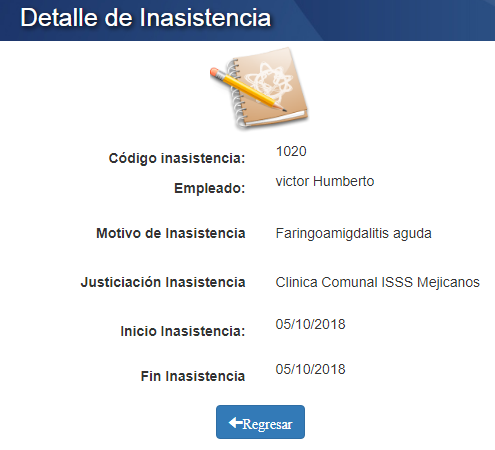 Detalle de Inasistencia
Código inasistencia: 1020
Empleado: victor Humberto
Motivo de Inasistencia Faringoamigdalitis aguda
Justiciación Inasistencia Clinica Comunal ISSS Mejicanos
Inicio Inasistencia: 05/10/2018
Fin Inasistencia 05/10/2018
Regresar